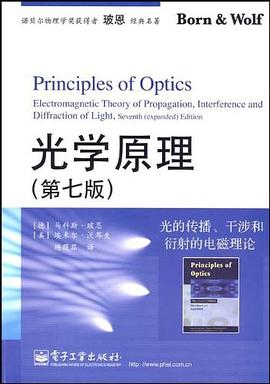 诺贝尔物理学奖获得者 玻恩 经典名著
Born & Wolf
Principles of Optics
Electromagnetic Theory of Propagation, Interference and
Diffraction of Light, Seventh (expanded) Edition
光学原理
(第七版)
[德] 马科斯·玻恩
[美] 埃米尔·沃耳夫
杨葭荪 译
光的传播、干涉和
衍射的电磁理论
Principles of
Optics
电子工业出版社
http://www.phei.com.cn